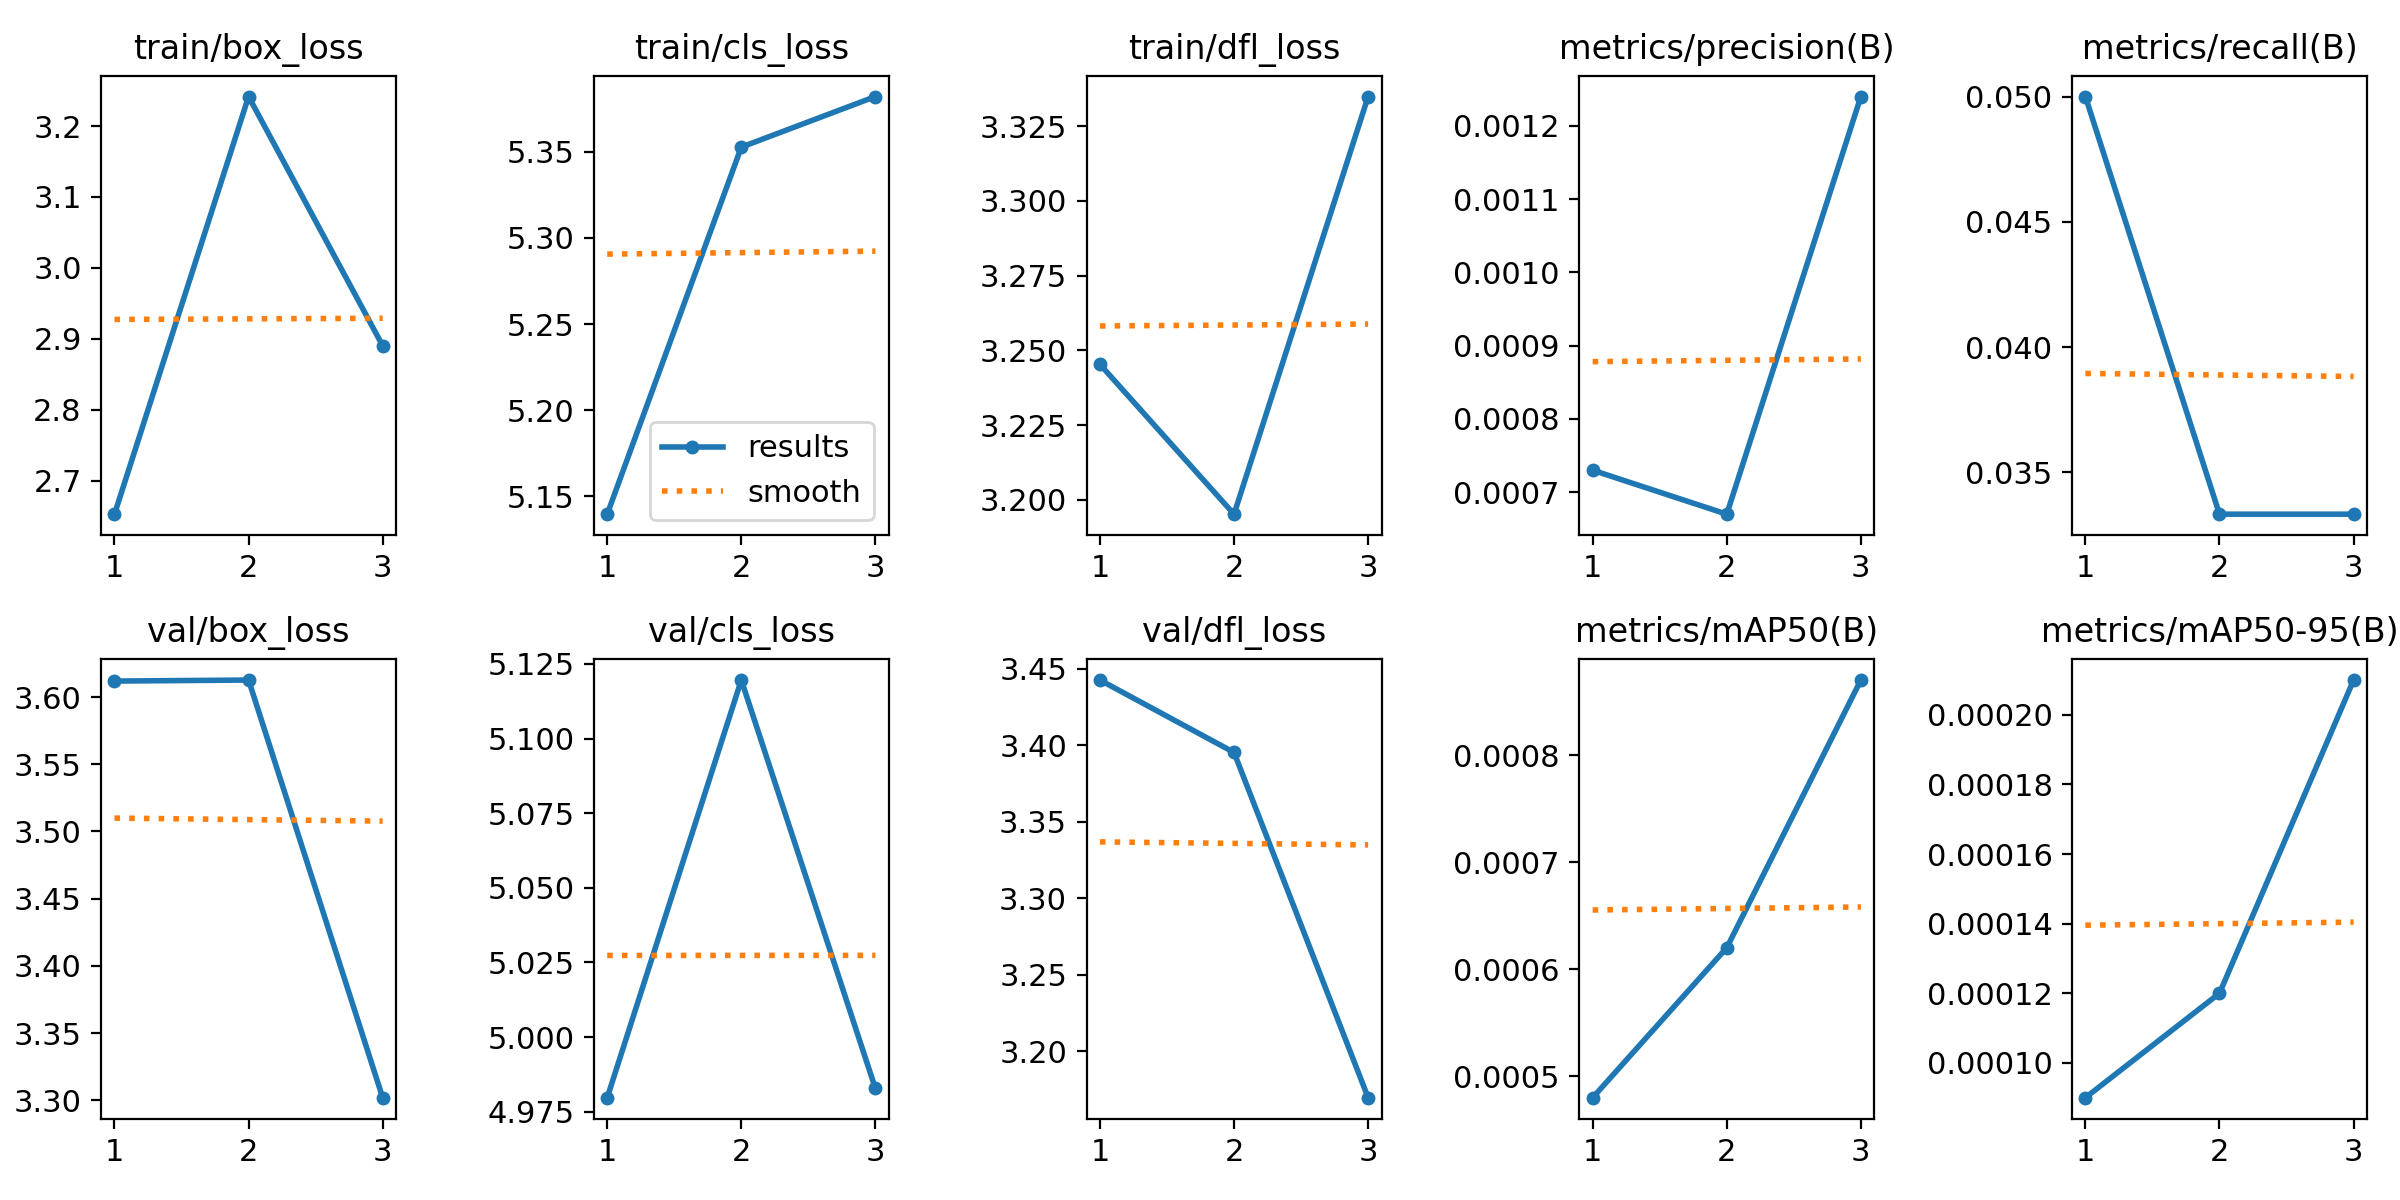 train/box_loss
3.2
3.1
3.0
2.9
2.8
2.7
1 2 3
train/cls_loss
5.35
5.30
5.25
5.20
5.15
results
smooth
1 2 3
train/dfl_loss
3.325
3.300
3.275
3.250
3.225
3.200
1 2 3
metrics/precision(B)
0.0012
0.0011
0.0010
0.0009
0.0008
0.0007
1 2 3
metrics/recall(B)
0.050
0.045
0.040
0.035
1 2 3
val/box_loss
3.60
3.55
3.50
3.45
3.40
3.35
3.30
1 2 3
val/cls_loss
5.125
5.100
5.075
5.050
5.025
5.000
4.975
1 2 3
val/dfl_loss
3.45
3.40
3.35
3.30
3.25
3.20
1 2 3
metrics/mAP50(B)
0.0008
0.0007
0.0006
0.0005
1 2 3
metrics/mAP50-95(B)
0.00020
0.00018
0.00016
0.00014
0.00012
0.00010
1 2 3